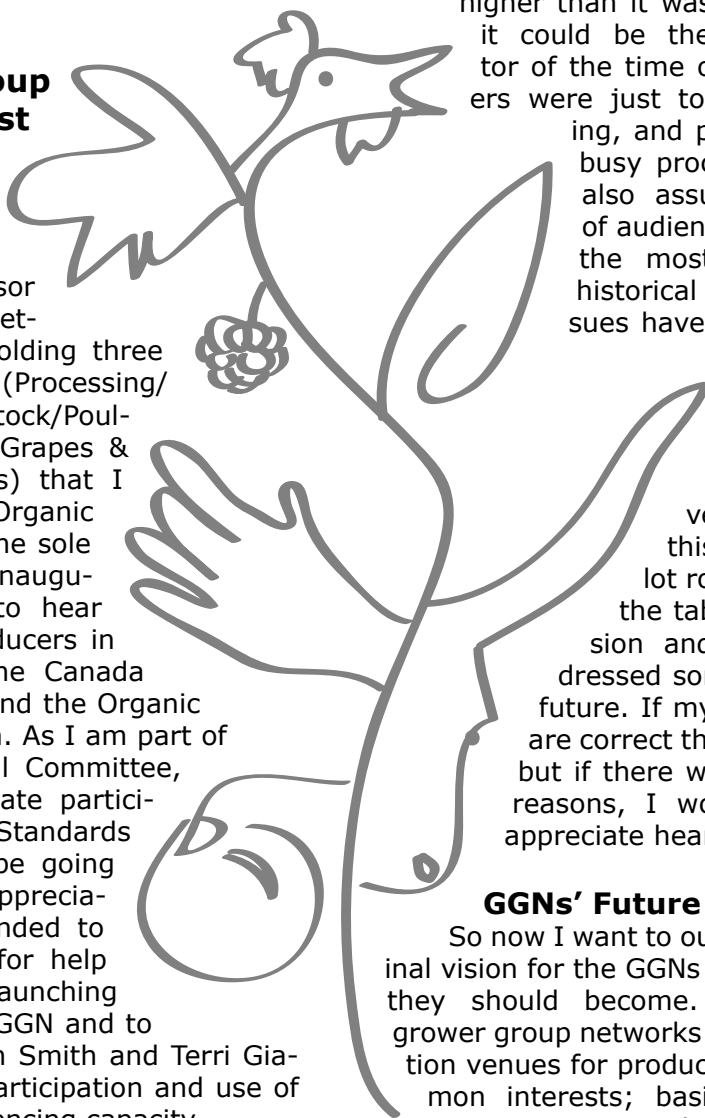 oup
st
sor
et-
olding three
(Processing/
tock/Poul-
Grapes &
s) that I
Organic
he sole
naugu-
to hear
ducers in
he Canada
nd the Organic
n. As I am part of
l Committee,
ate partici-
Standards
be going
pprecia-
nded to
for help
aunching
GGN and to
n Smith and Terri Gia-
articipation and use of
encing capacity
higher than it was
it could be the
tor of the time o
ers were just to
ing, and p
busy proc
also assu
of audien
the most
historical
sues have
ve
this
lot ro
the tab
sion and
dressed so
future. If my
are correct th
but if there w
reasons, I wo
appreciate hear
GGNs’ Future
So now I want to ou
inal vision for the GGNs
they should become.
grower group networks
tion venues for produc
mon interests; basi